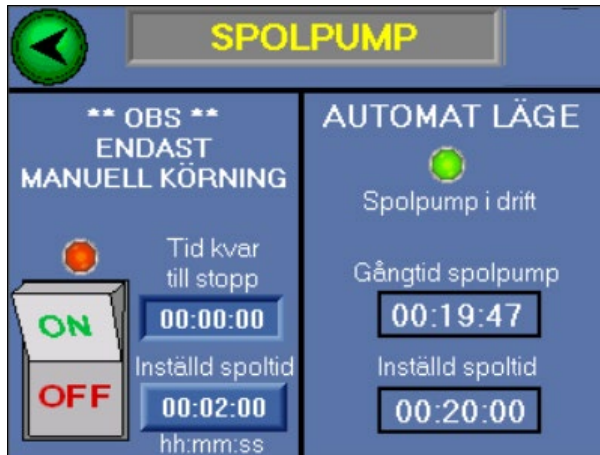 SPOLPUMP
** OBS **
ENDAST
MANUELL KÖRNING
Tid kvar
till stopp
00:00:00
ON
OFF
Inställd spoltid
00:02:00
hh:mm:ss
AUTOMAT LÄGE
Spolpump i drift
Gångtid spolpump
00:19:47
Inställd spoltid
00:20:00